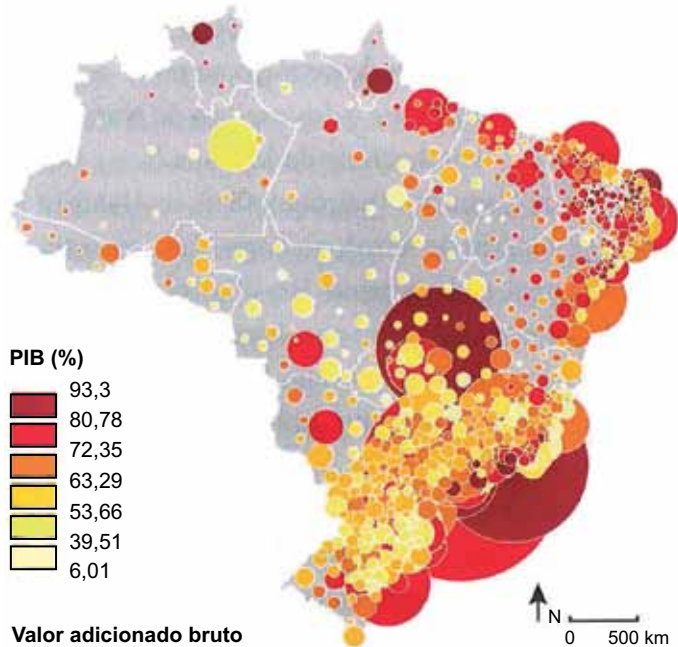 PIB (%)
93,3
80,78
72,35
63,29
53,66
39,51
6,01
Valor adicionado bruto
N
0 500 km